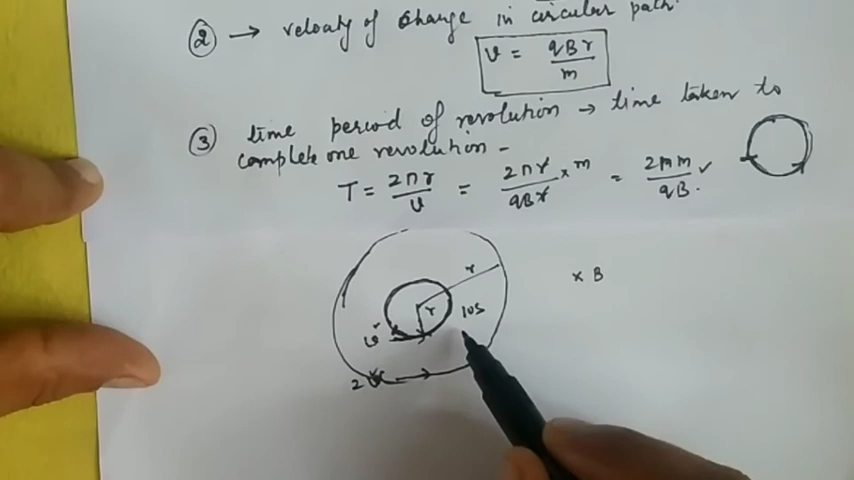 ② → velocity of charge in circular path.
v = qBr/m
③ time period of revolution → time taken to
complete one revolution -
T = 2πr/v = 2πr/qBr × m = 2πm/qB ✓
r
× B
r
10s
v
2v